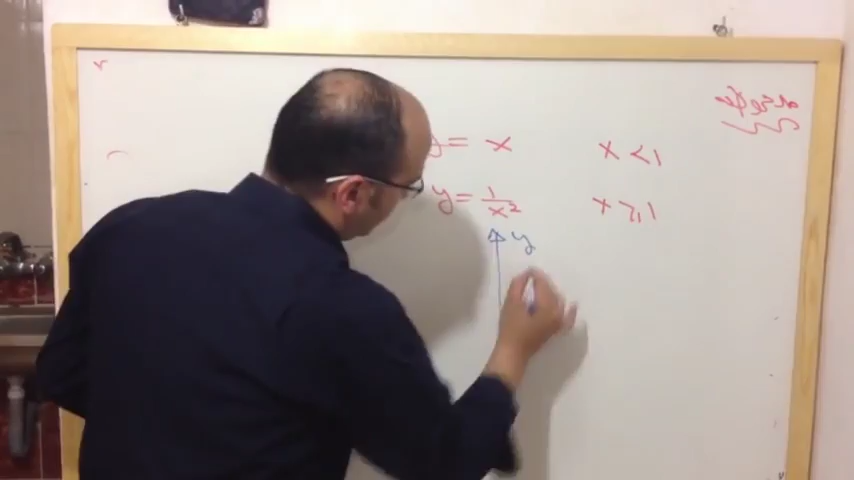 y = x x < 1
y = 1/x² x ≥ 1
y